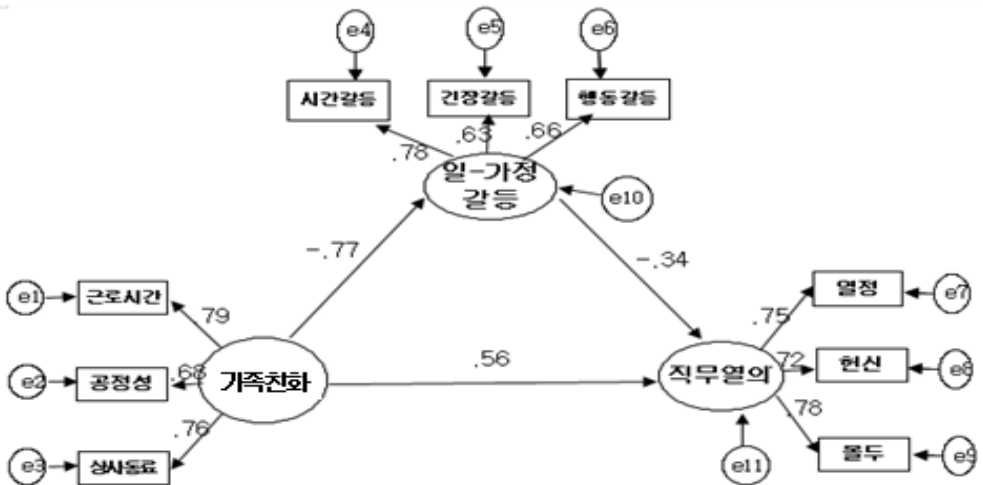 e4
e5
e6
시간갈등
긴장갈등
행동갈등
.78
.63
.66
일-가정
갈등
e10
-.77
-.34
e1
근로시간
.79
열정
e7
.75
e2
공정성
.68
가족친화
.56
직무열의
.72
헌신
e8
e3
상사동료
.76
.78
몰두
e9
e11